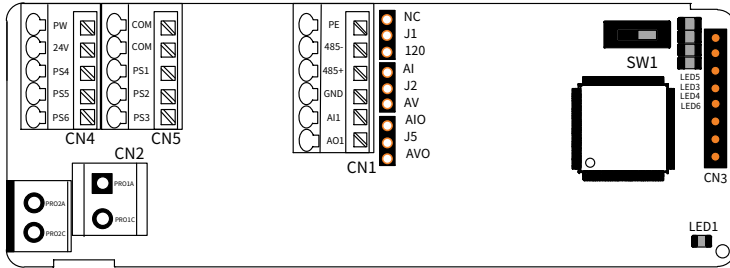 PW
24V
PS4
PS5
PS6
CN4
COM
COM
PS1
PS2
PS3
CN5
PE
485-
485+
GND
AI1
AO1
CN1
NC
J1
120
AI
J2
AV
AIO
J5
AVO
SW1
LED5
LED3
LED4
LED6
CN3
CN2
PRO1A
PRO1C
PRO2A
PRO2C
LED1